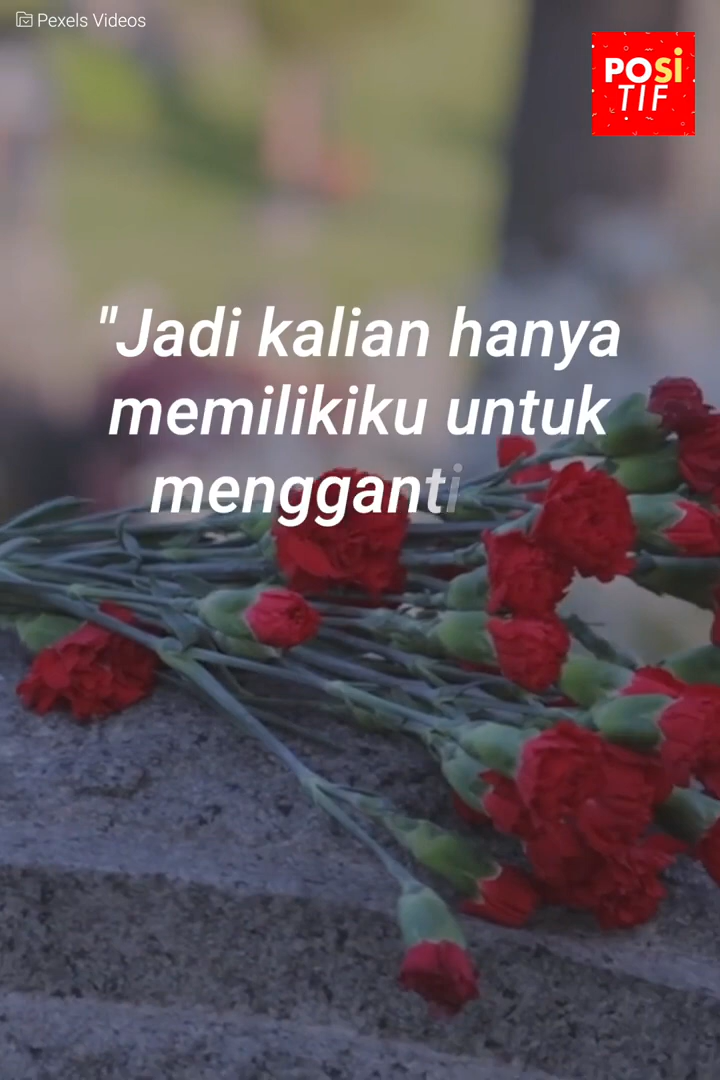 Pexels Videos
POSi
TIF
"Jadi kalian hanya
memilikiku untuk
mengganti